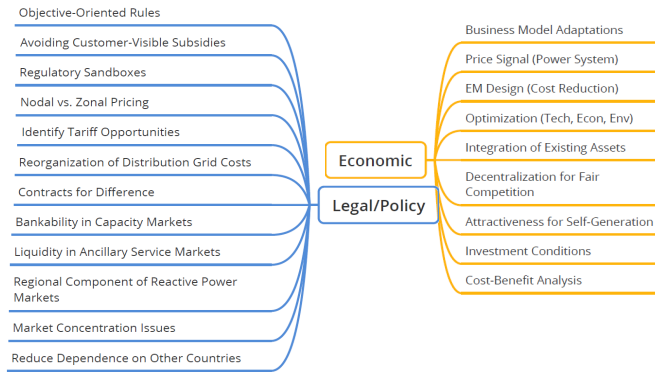 Objective-Oriented Rules
Avoiding Customer-Visible Subsidies
Regulatory Sandboxes
Nodal vs. Zonal Pricing
Identify Tariff Opportunities
Reorganization of Distribution Grid Costs
Contracts for Difference
Bankability in Capacity Markets
Liquidity in Ancillary Service Markets
Regional Component of Reactive Power
Markets
Market Concentration Issues
Reduce Dependence on Other Countries
Economic
Legal/Policy
Business Model Adaptations
Price Signal (Power System)
EM Design (Cost Reduction)
Optimization (Tech, Econ, Env)
Integration of Existing Assets
Decentralization for Fair
Competition
Attractiveness for Self-Generation
Investment Conditions
Cost-Benefit Analysis